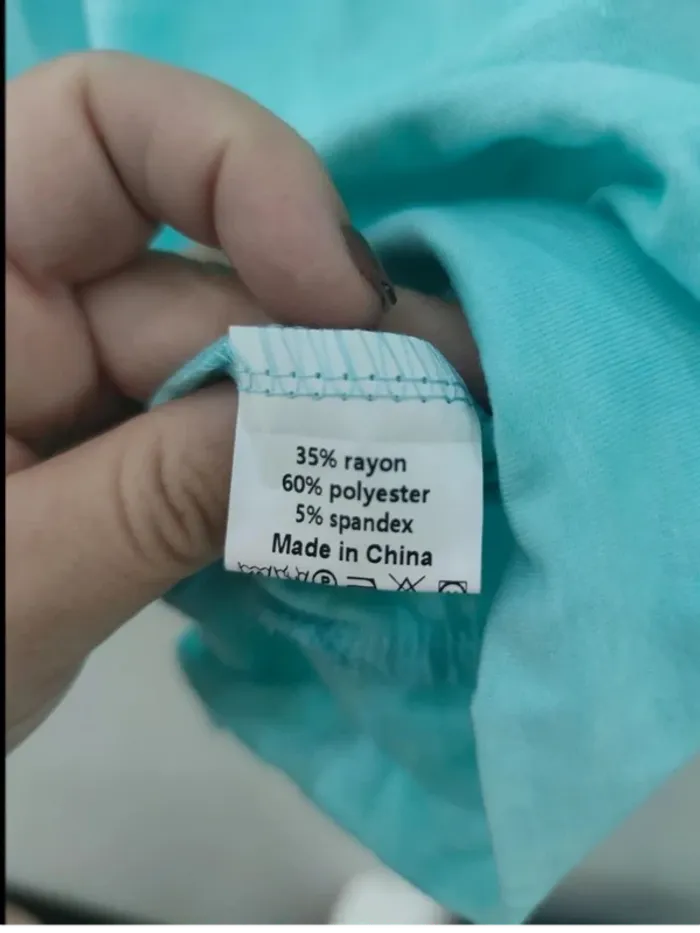 35% rayon
60% polyester
5% spandex
Made in China
P